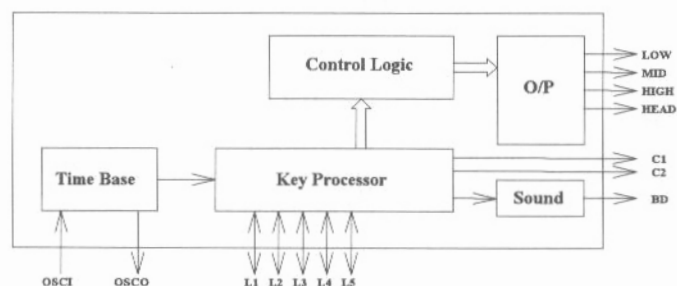 Control Logic
O/P
LOW
MID
HIGH
HEAD
Time Base
Key Processor
C1
C2
Sound
BD
OSCI
OSCO
L1
L2
L3
L4
L5